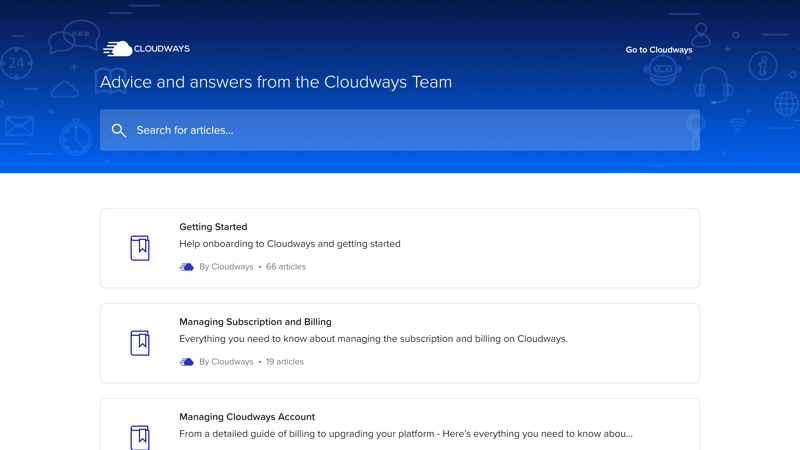 CLOUDWAYS
Go to Cloudways
Advice and answers from the Cloudways Team
Search for articles...
24
Getting Started
Help onboarding to Cloudways and getting started
By Cloudways • 66 articles
Managing Subscription and Billing
Everything you need to know about managing the subscription and billing on Cloudways.
By Cloudways • 19 articles
Managing Cloudways Account
From a detailed guide of billing to upgrading your platform - Here's everything you need to know abou...